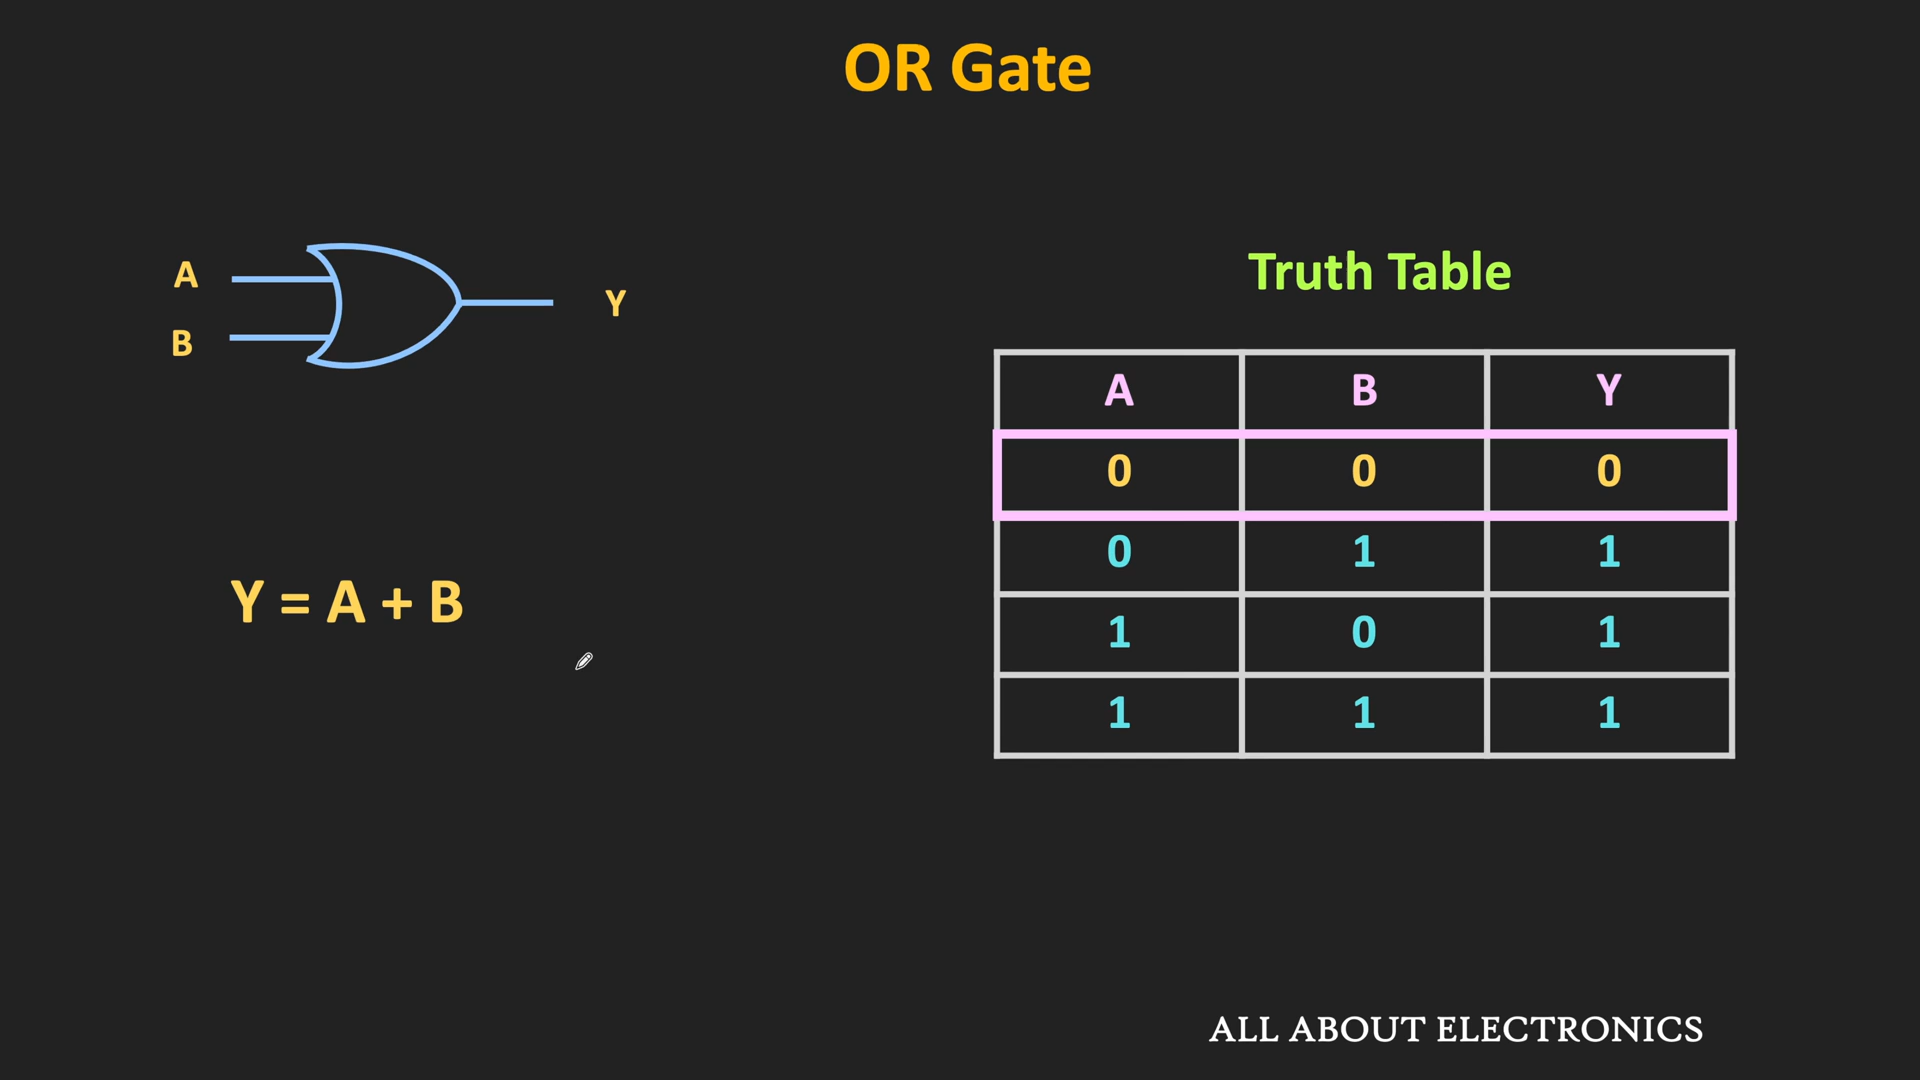 OR Gate
A
B
Y
Y = A + B
Truth Table
A B Y
0 0 0
0 1 1
1 0 1
1 1 1
ALL ABOUT ELECTRONICS